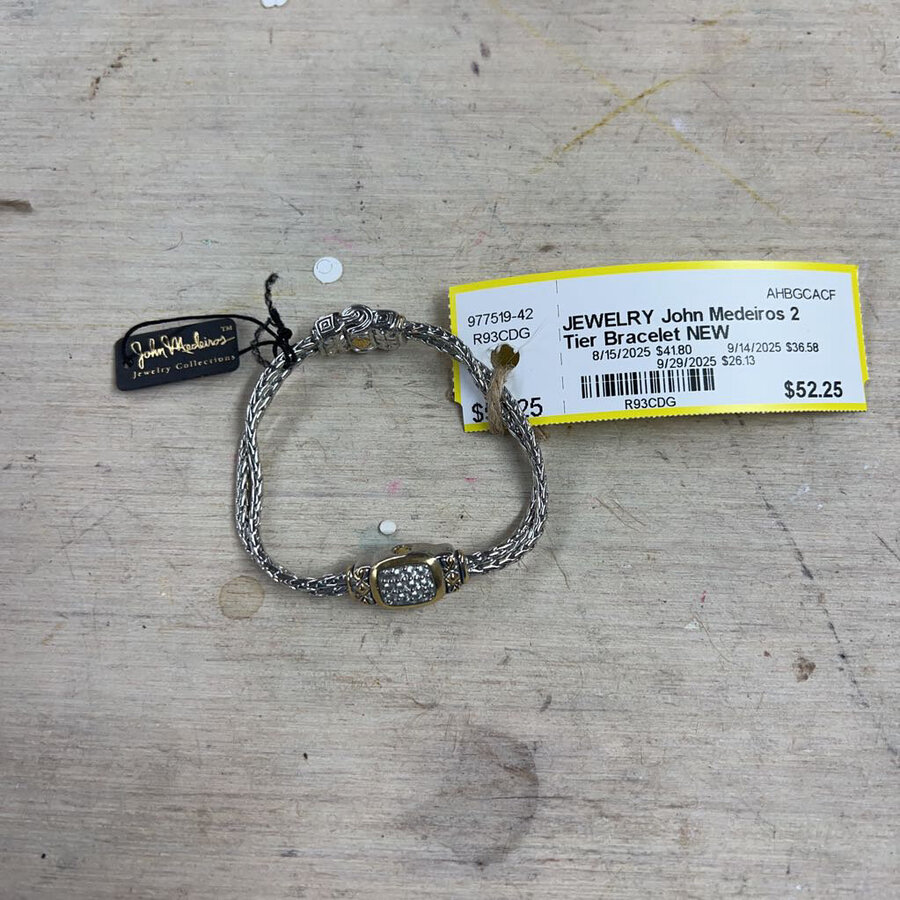 John Medeiros™
Jewelry Collections
977519-42
R93CDG
AHBGCACF
JEWELRY John Medeiros 2
Tier Bracelet NEW
8/15/2025 $41.80 9/14/2025 $36.58
9/29/2025 $26.13
R93CDG
$52.25